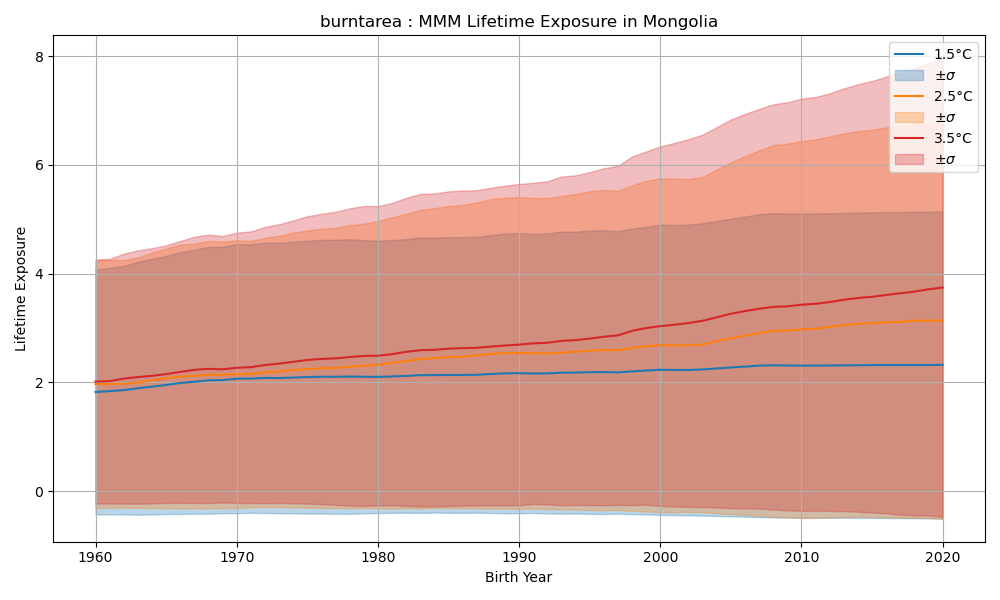 burntarea : MMM Lifetime Exposure in Mongolia
Lifetime Exposure
8
6
4
2
0
1.5°C
±σ
2.5°C
±σ
3.5°C
±σ
1960
1970
1980
1990
2000
2010
2020
Birth Year